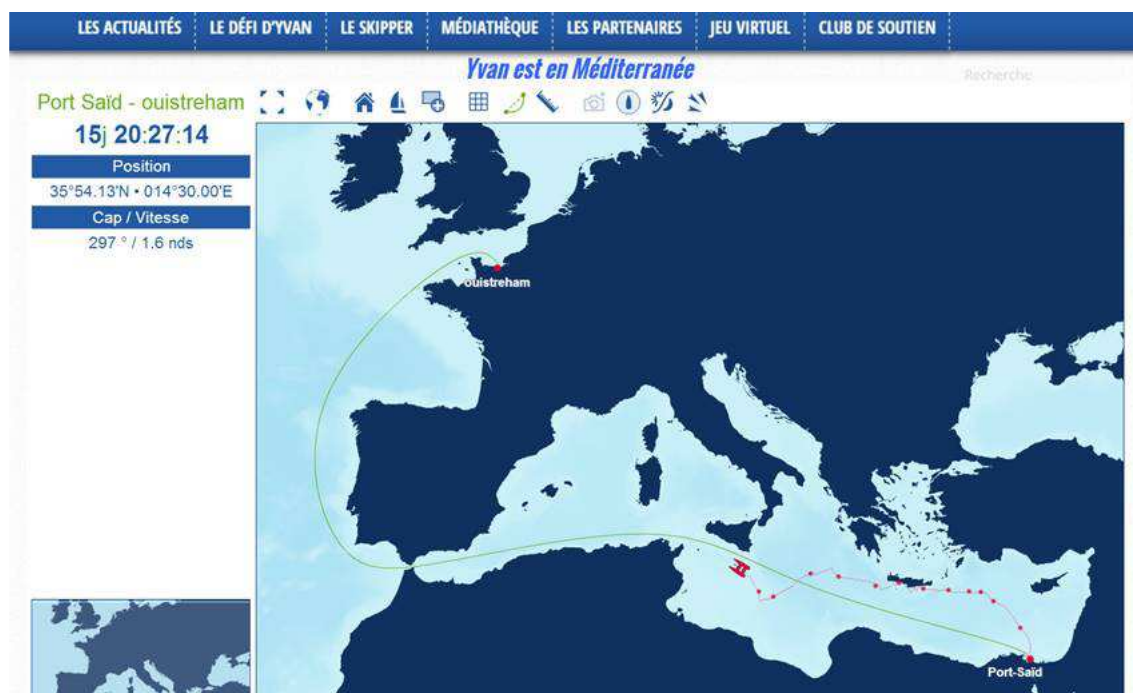 LES ACTUALITÉS LE DÉFI D'YVAN LE SKIPPER MÉDIATHÈQUE LES PARTENAIRES JEU VIRTUEL CLUB DE SOUTIEN
Yvan est en Méditerranée
Recherche
Port Saïd - ouistreham
15j 20:27:14
Position
35°54.13'N • 014°30.00'E
Cap / Vitesse
297 ° / 1.6 nds
ouistreham
Port-Saïd